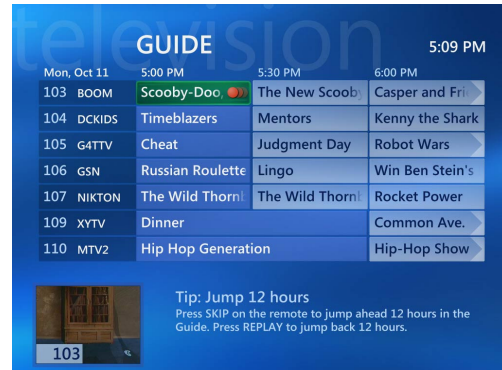 television
GUIDE 5:09 PM
Mon, Oct 11 5:00 PM 5:30 PM 6:00 PM
103 BOOM Scooby-Doo, The New Scooby Casper and Frie
104 DCKIDS Timeblazers Mentors Kenny the Shark
105 G4TTV Cheat Judgment Day Robot Wars
106 GSN Russian Roulette Lingo Win Ben Stein's
107 NIKTON The Wild Thornb The Wild Thornb Rocket Power
109 XYTV Dinner Common Ave.
110 MTV2 Hip Hop Generation Hip-Hop Show
Tip: Jump 12 hours
Press SKIP on the remote to jump ahead 12 hours in the
Guide. Press REPLAY to jump back 12 hours.
103